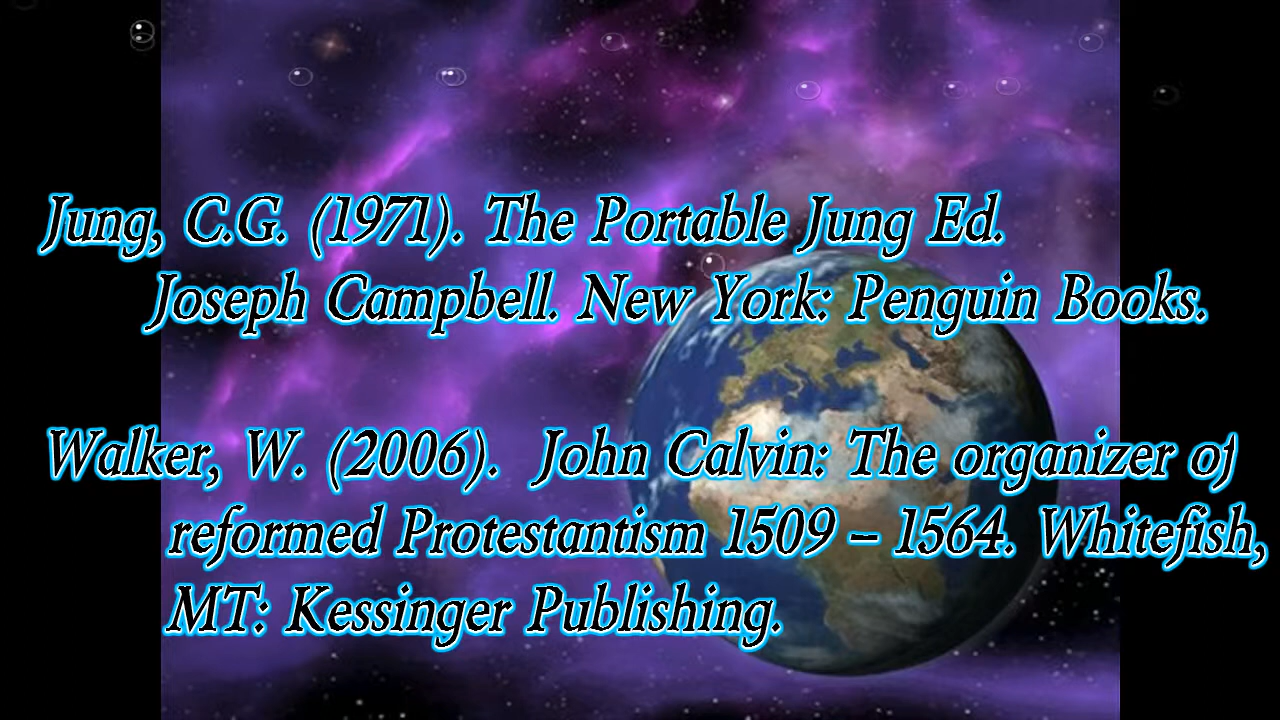 Jung, C.G. (1971). The Portable Jung Ed.
Joseph Campbell. New York: Penguin Books.
Walker, W. (2006). John Calvin: The organizer of
reformed Protestantism 1509 – 1564. Whitefish,
MT: Kessinger Publishing.